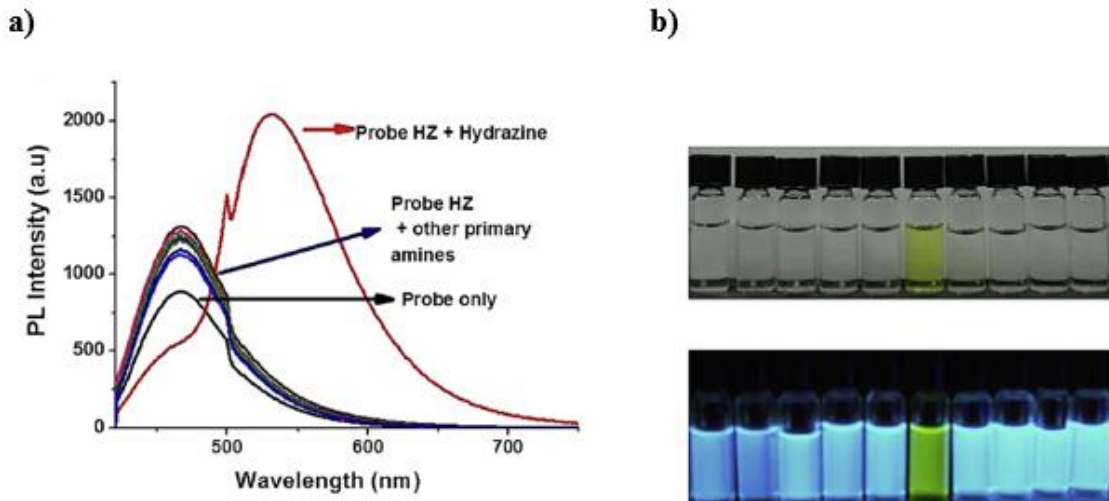 a)
b)
2000
1500
1000
500
0
PL Intensity (a.u)
Probe HZ + Hydrazine
Probe HZ
+ other primary
amines
Probe only
500
600
700
Wavelength (nm)